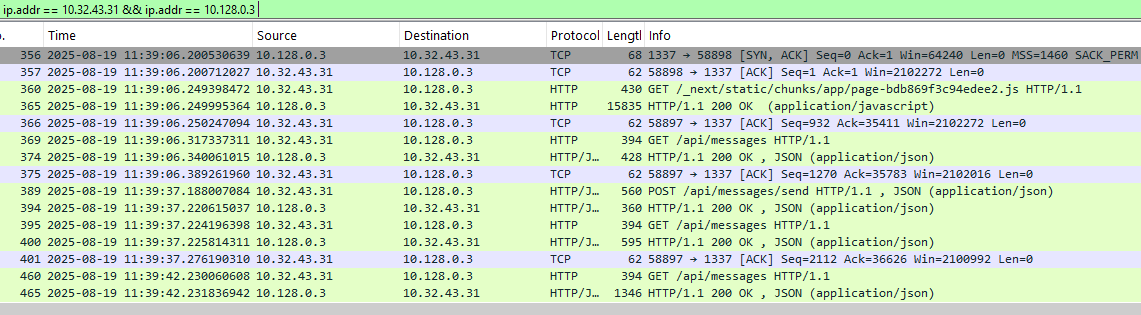 ip.addr == 10.32.43.31 && ip.addr == 10.128.0.3
. Time Source Destination Protocol Lengtl Info
356 2025-08-19 11:39:06.200530639 10.128.0.3 10.32.43.31 TCP 68 1337 → 58898 [SYN, ACK] Seq=0 Ack=1 Win=64240 Len=0 MSS=1460 SACK_PERM
357 2025-08-19 11:39:06.200712027 10.32.43.31 10.128.0.3 TCP 62 58898 → 1337 [ACK] Seq=1 Ack=1 Win=2102272 Len=0
360 2025-08-19 11:39:06.249398472 10.32.43.31 10.128.0.3 HTTP 430 GET /_next/static/chunks/app/page-bdb869f3c94edee2.js HTTP/1.1
365 2025-08-19 11:39:06.249995364 10.128.0.3 10.32.43.31 HTTP 15835 HTTP/1.1 200 OK  (application/javascript)
366 2025-08-19 11:39:06.250247094 10.32.43.31 10.128.0.3 TCP 62 58897 → 1337 [ACK] Seq=932 Ack=35411 Win=2102272 Len=0
369 2025-08-19 11:39:06.317337311 10.32.43.31 10.128.0.3 HTTP 394 GET /api/messages HTTP/1.1
374 2025-08-19 11:39:06.340061015 10.128.0.3 10.32.43.31 HTTP/J… 428 HTTP/1.1 200 OK , JSON (application/json)
375 2025-08-19 11:39:06.389261960 10.32.43.31 10.128.0.3 TCP 62 58897 → 1337 [ACK] Seq=1270 Ack=35783 Win=2102016 Len=0
389 2025-08-19 11:39:37.188007084 10.32.43.31 10.128.0.3 HTTP/J… 560 POST /api/messages/send HTTP/1.1 , JSON (application/json)
394 2025-08-19 11:39:37.220615037 10.128.0.3 10.32.43.31 HTTP/J… 360 HTTP/1.1 200 OK , JSON (application/json)
395 2025-08-19 11:39:37.224196398 10.32.43.31 10.128.0.3 HTTP 394 GET /api/messages HTTP/1.1
400 2025-08-19 11:39:37.225814311 10.128.0.3 10.32.43.31 HTTP/J… 595 HTTP/1.1 200 OK , JSON (application/json)
401 2025-08-19 11:39:37.276190310 10.32.43.31 10.128.0.3 TCP 62 58897 → 1337 [ACK] Seq=2112 Ack=36626 Win=2100992 Len=0
460 2025-08-19 11:39:42.230060608 10.32.43.31 10.128.0.3 HTTP 394 GET /api/messages HTTP/1.1
465 2025-08-19 11:39:42.231836942 10.128.0.3 10.32.43.31 HTTP/J… 1346 HTTP/1.1 200 OK , JSON (application/json)